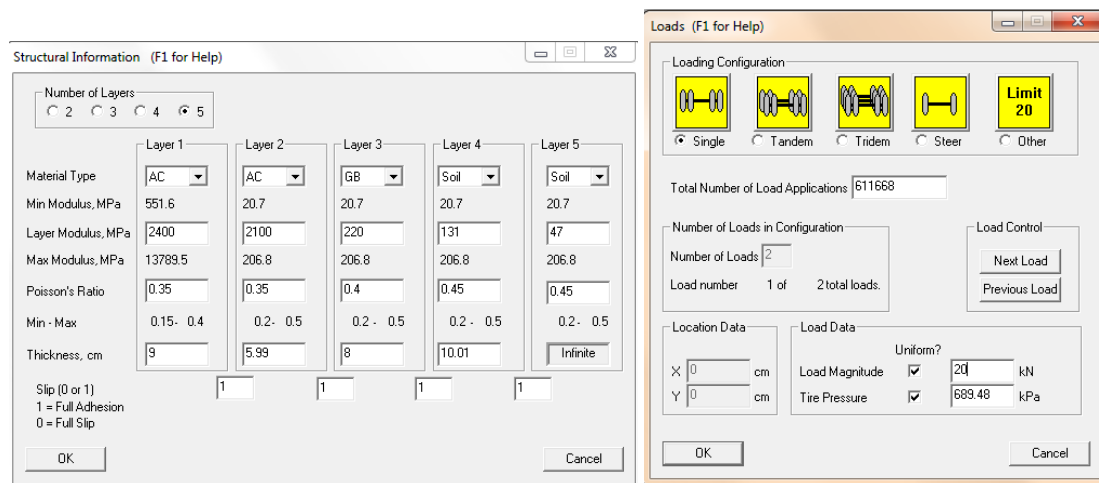 Structural Information (F1 for Help)
Number of Layers
2 3 4 5
Layer 1 Layer 2 Layer 3 Layer 4 Layer 5
Material Type AC AC GB Soil Soil
Min Modulus, MPa 551.6 20.7 20.7 20.7 20.7
Layer Modulus, MPa 2400 2100 220 131 47
Max Modulus, MPa 13789.5 206.8 206.8 206.8 206.8
Poisson's Ratio 0.35 0.35 0.4 0.45 0.45
Min - Max 0.15- 0.4 0.2- 0.5 0.2 - 0.5 0.2 - 0.5 0.2- 0.5
Thickness, cm 9 5.99 8 10.01 Infinite
Slip (0 or 1) 1 1 1 1
1 = Full Adhesion
0 = Full Slip
OK Cancel
Loads (F1 for Help)
Loading Configuration
Limit
20
Single Tandem Tridem Steer Other
Total Number of Load Applications 611668
Number of Loads in Configuration
Number of Loads 2
Load number 1 of 2 total loads.
Load Control
Next Load
Previous Load
Location Data
X 0 cm
Y 0 cm
Load Data
Uniform?
Load Magnitude 20 kN
Tire Pressure 689.48 kPa
OK Cancel